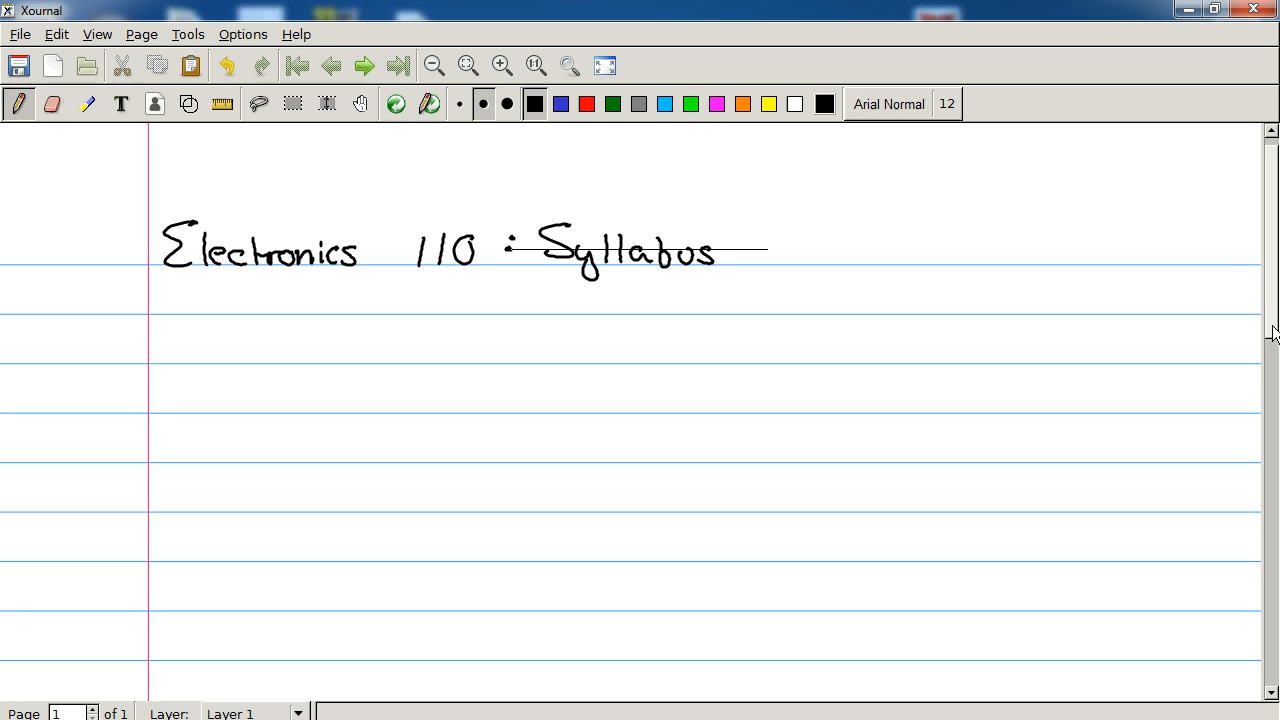 Xournal
File Edit View Page Tools Options Help
T Arial Normal 12
Electronics 110 : Syllabus
Page 1 of 1 Layer: Layer 1